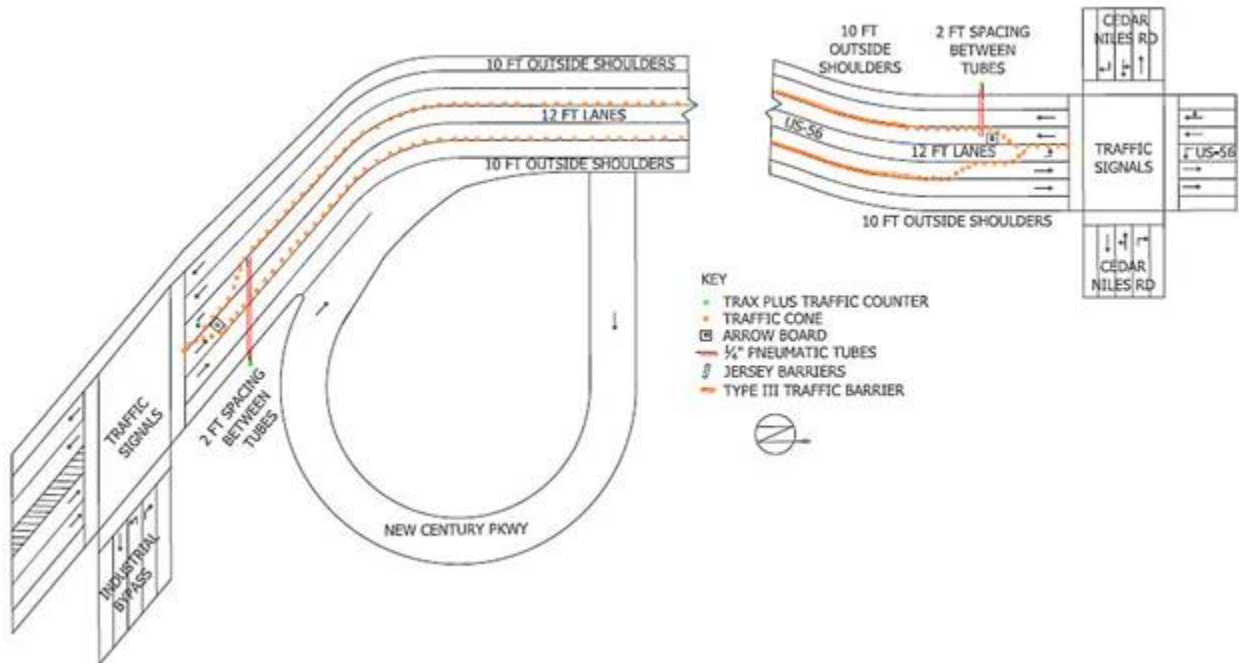 10 FT OUTSIDE SHOULDERS
12 FT LANES
10 FT OUTSIDE SHOULDERS
10 FT
OUTSIDE
SHOULDERS
2 FT SPACING
BETWEEN
TUBES
CEDAR
NILES RD
US-56
12 FT LANES
TRAFFIC
SIGNALS
US-56
10 FT OUTSIDE SHOULDERS
CEDAR
NILES RD
KEY
TRAX PLUS TRAFFIC COUNTER
TRAFFIC CONE
ARROW BOARD
¼" PNEUMATIC TUBES
JERSEY BARRIERS
TYPE III TRAFFIC BARRIER
TRAFFIC
SIGNALS
2 FT SPACING
BETWEEN
TUBES
NEW CENTURY PKWY
INDUSTRIAL
BYPASS